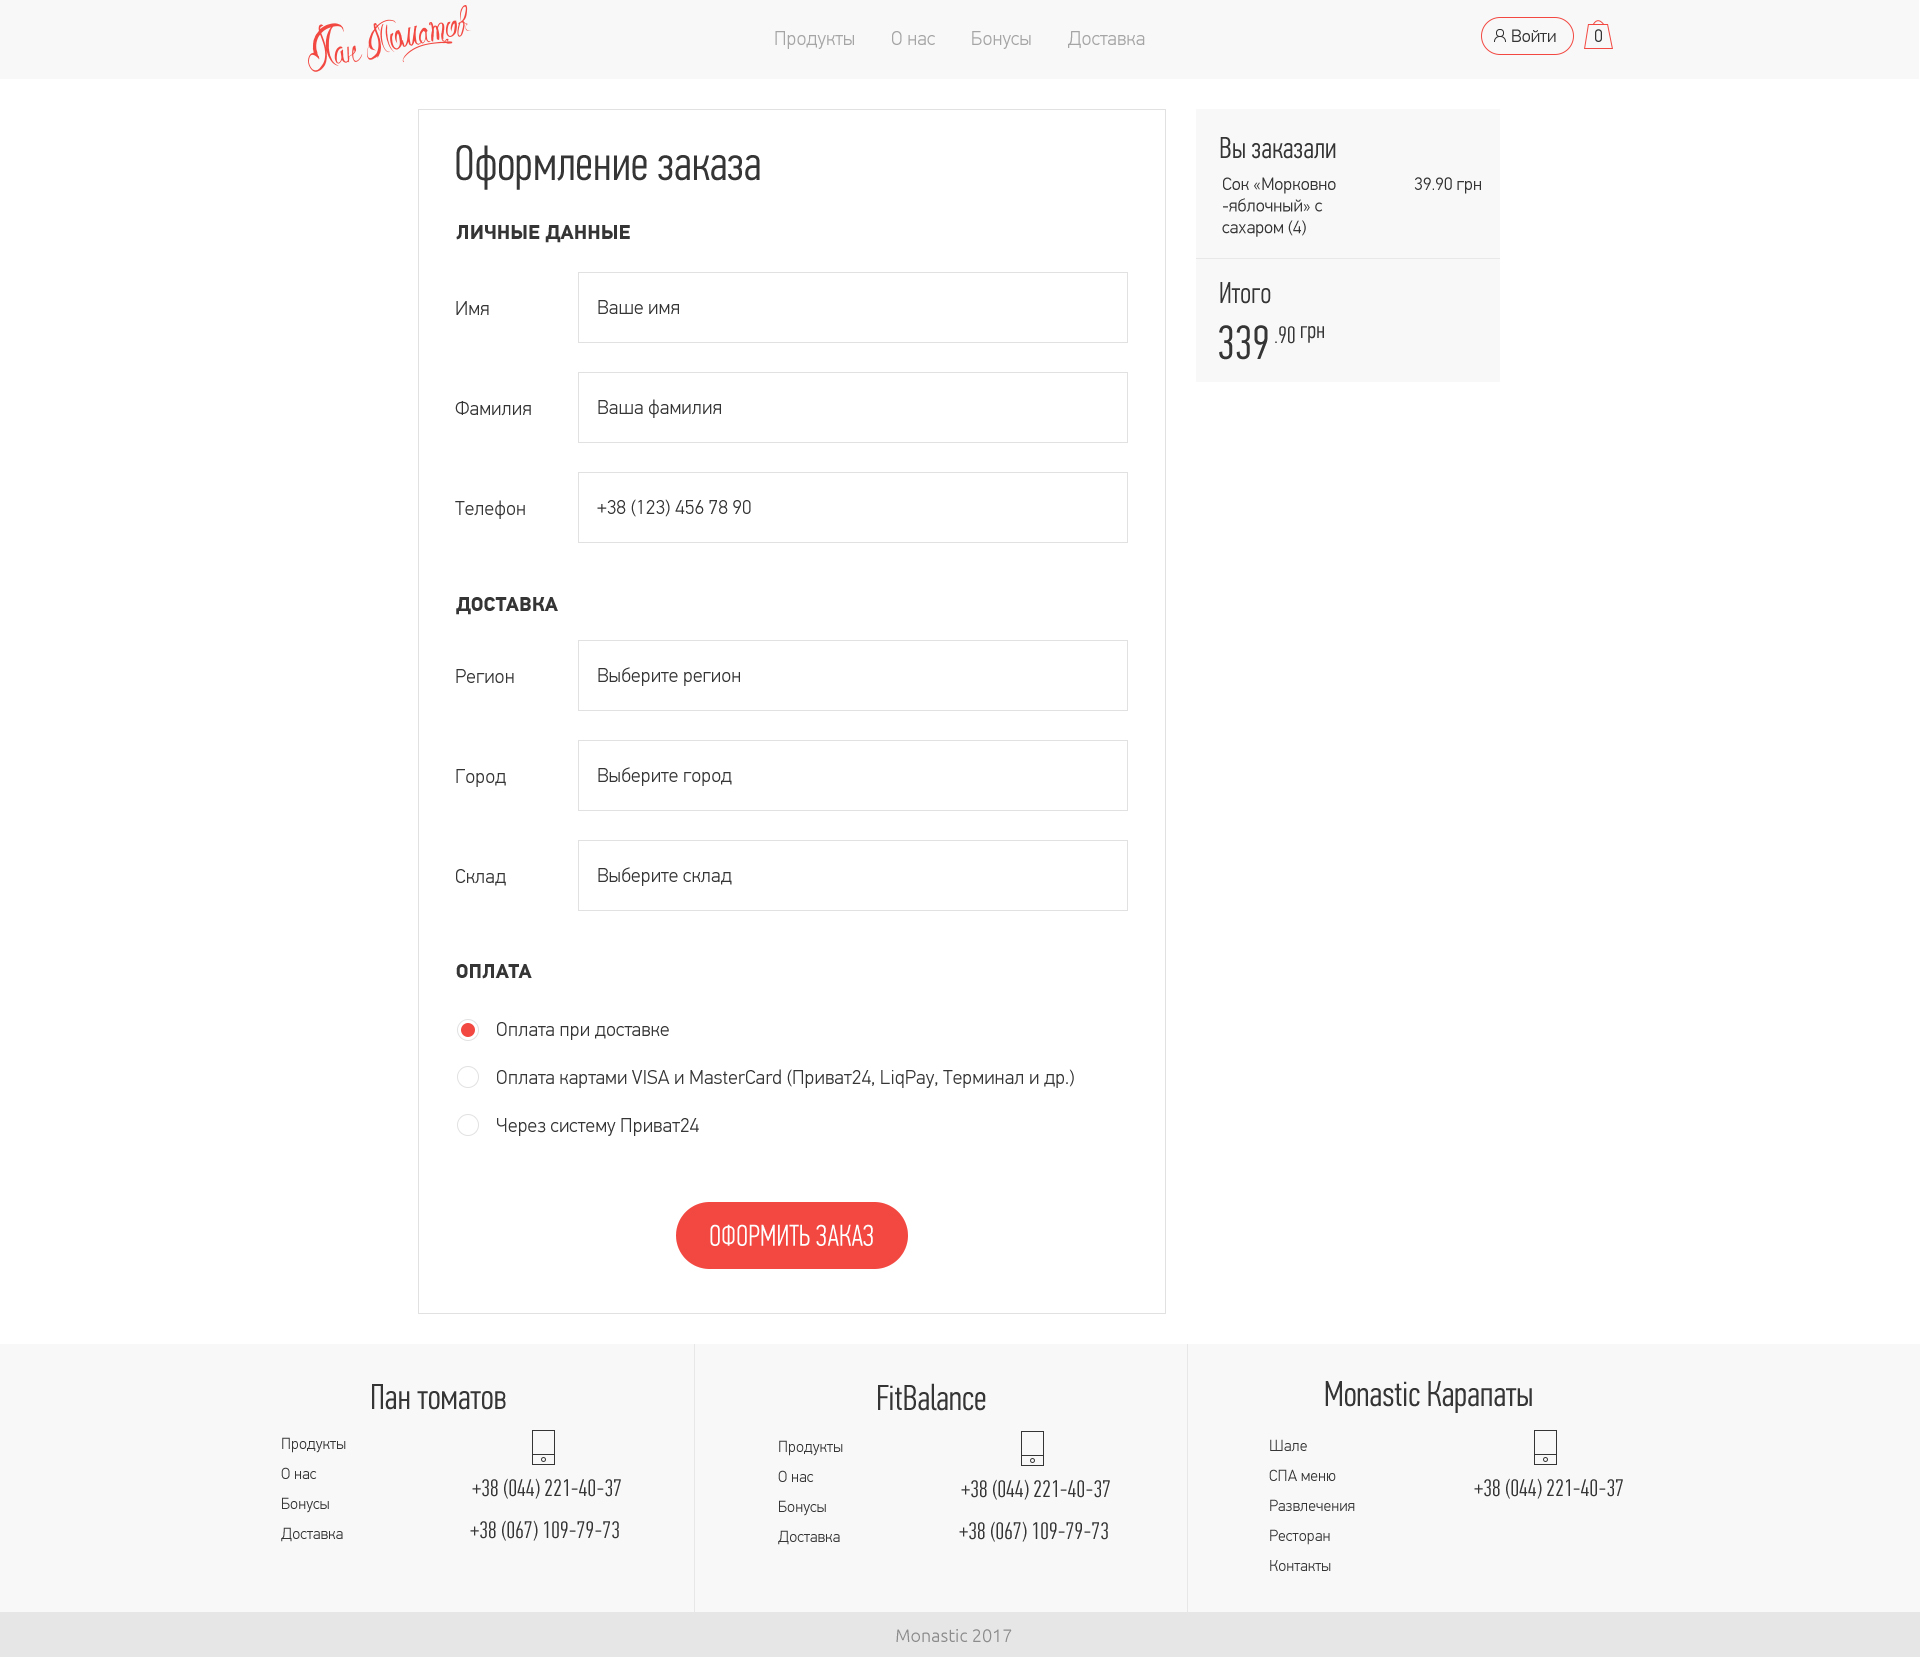 Пан Томатов
Продукты О нас Бонусы Доставка
Войти 0
Оформление заказа
ЛИЧНЫЕ ДАННЫЕ
Имя Ваше имя
Фамилия Ваша фамилия
Телефон +38 (123) 456 78 90
ДОСТАВКА
Регион Выберите регион
Город Выберите город
Склад Выберите склад
ОПЛАТА
Оплата при доставке
Оплата картами VISA и MasterCard (Приват24, LiqPay, Терминал и др.)
Через систему Приват24
ОФОРМИТЬ ЗАКАЗ
Вы заказали
Сок «Морковно 39.90 грн
-яблочный» с
сахаром (4)
Итого
339 .90 грн
Пан томатов
Продукты
О нас
Бонусы
Доставка
+38 (044) 221-40-37
+38 (067) 109-79-73
FitBalance
Продукты
О нас
Бонусы
Доставка
+38 (044) 221-40-37
+38 (067) 109-79-73
Monastic Карапаты
Шале
СПА меню
Развлечения
Ресторан
Контакты
+38 (044) 221-40-37
Monastic 2017